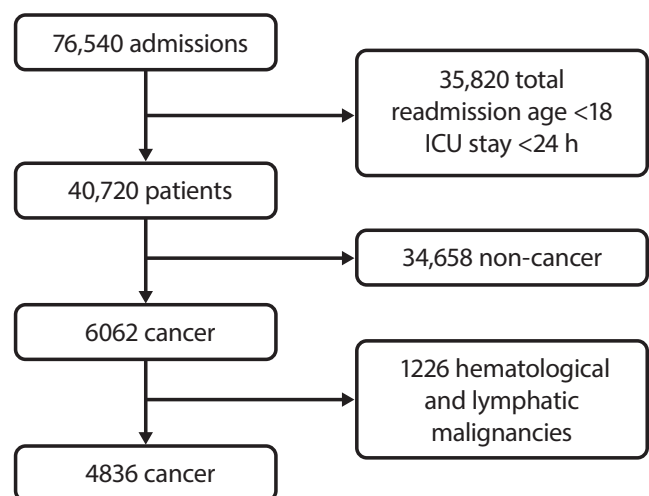 76,540 admissions
35,820 total
readmission age <18
ICU stay <24 h
40,720 patients
34,658 non-cancer
6062 cancer
1226 hematological
and lymphatic
malignancies
4836 cancer